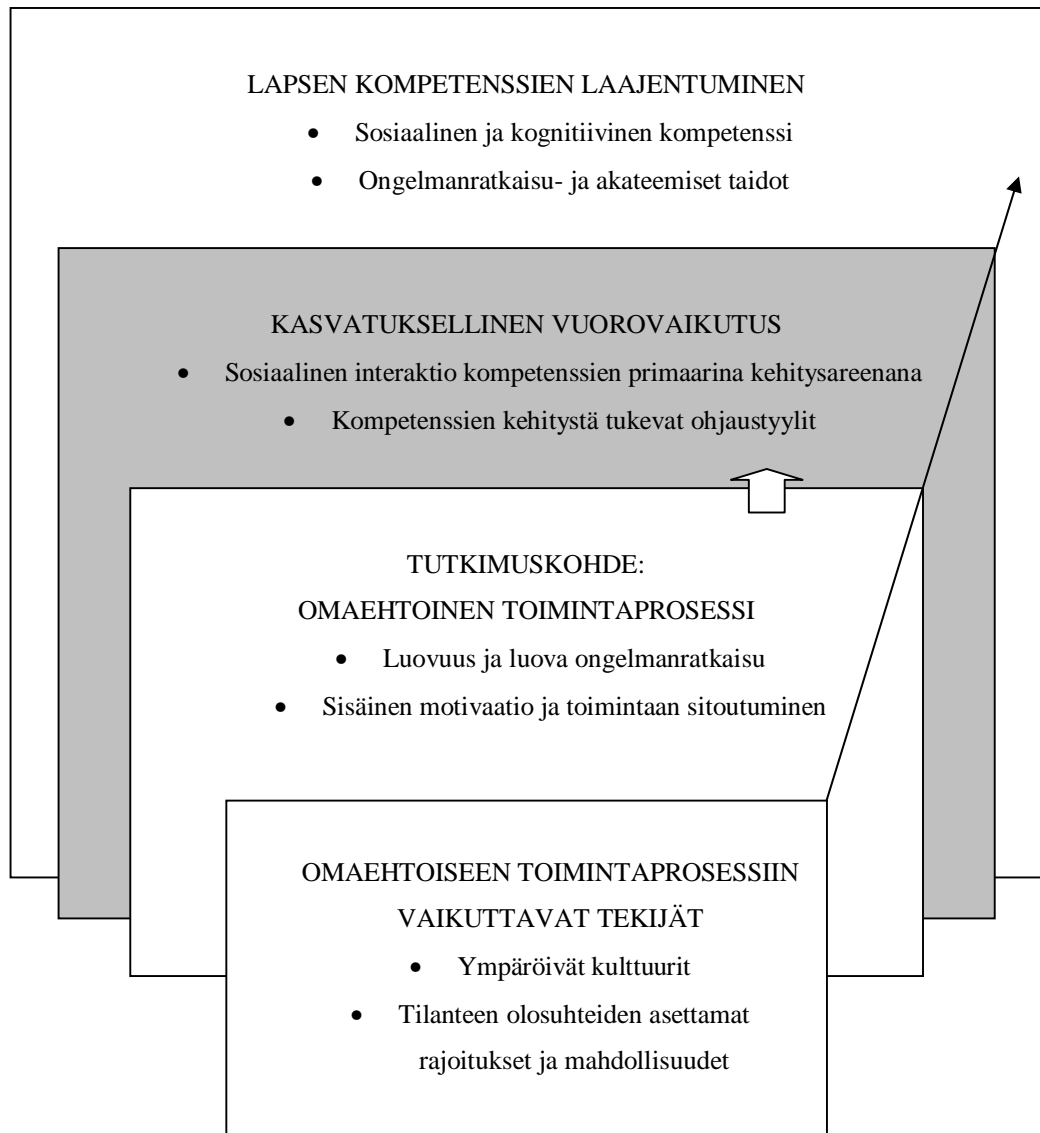 LAPSEN KOMPETENSSIEN LAAJENTUMINEN
• Sosiaalinen ja kognitiivinen kompetenssi
• Ongelmanratkaisu- ja akateemiset taidot
KASVATUKSELLINEN VUOROVAIKUTUS
• Sosiaalinen interaktio kompetenssien primaarina kehitysareenana
• Kompetenssien kehitystä tukevat ohjaustyylit
TUTKIMUSKOHDE:
OMAEHTOINEN TOIMINTAPROSESSI
• Luovuus ja luova ongelmanratkaisu
• Sisäinen motivaatio ja toimintaan sitoutuminen
OMAEHTOISEEN TOIMINTAPROSESSIIN
VAIKUTTAVAT TEKIJÄT
• Ympäröivät kulttuurit
• Tilanteen olosuhteiden asettamat
rajoitukset ja mahdollisuudet